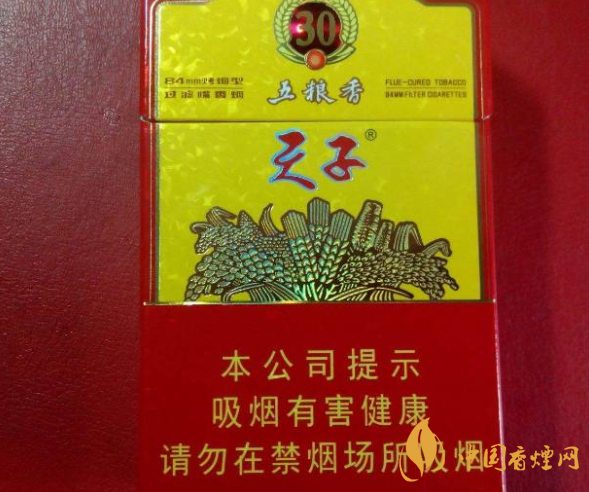 30
84mm烤烟型
过滤嘴香烟
五粮香
FLUE-CURED TOBACCO
84MM FILTER CIGARETTES
天子®
本公司提示
吸烟有害健康
请勿在禁烟场所吸烟
中国香烟网